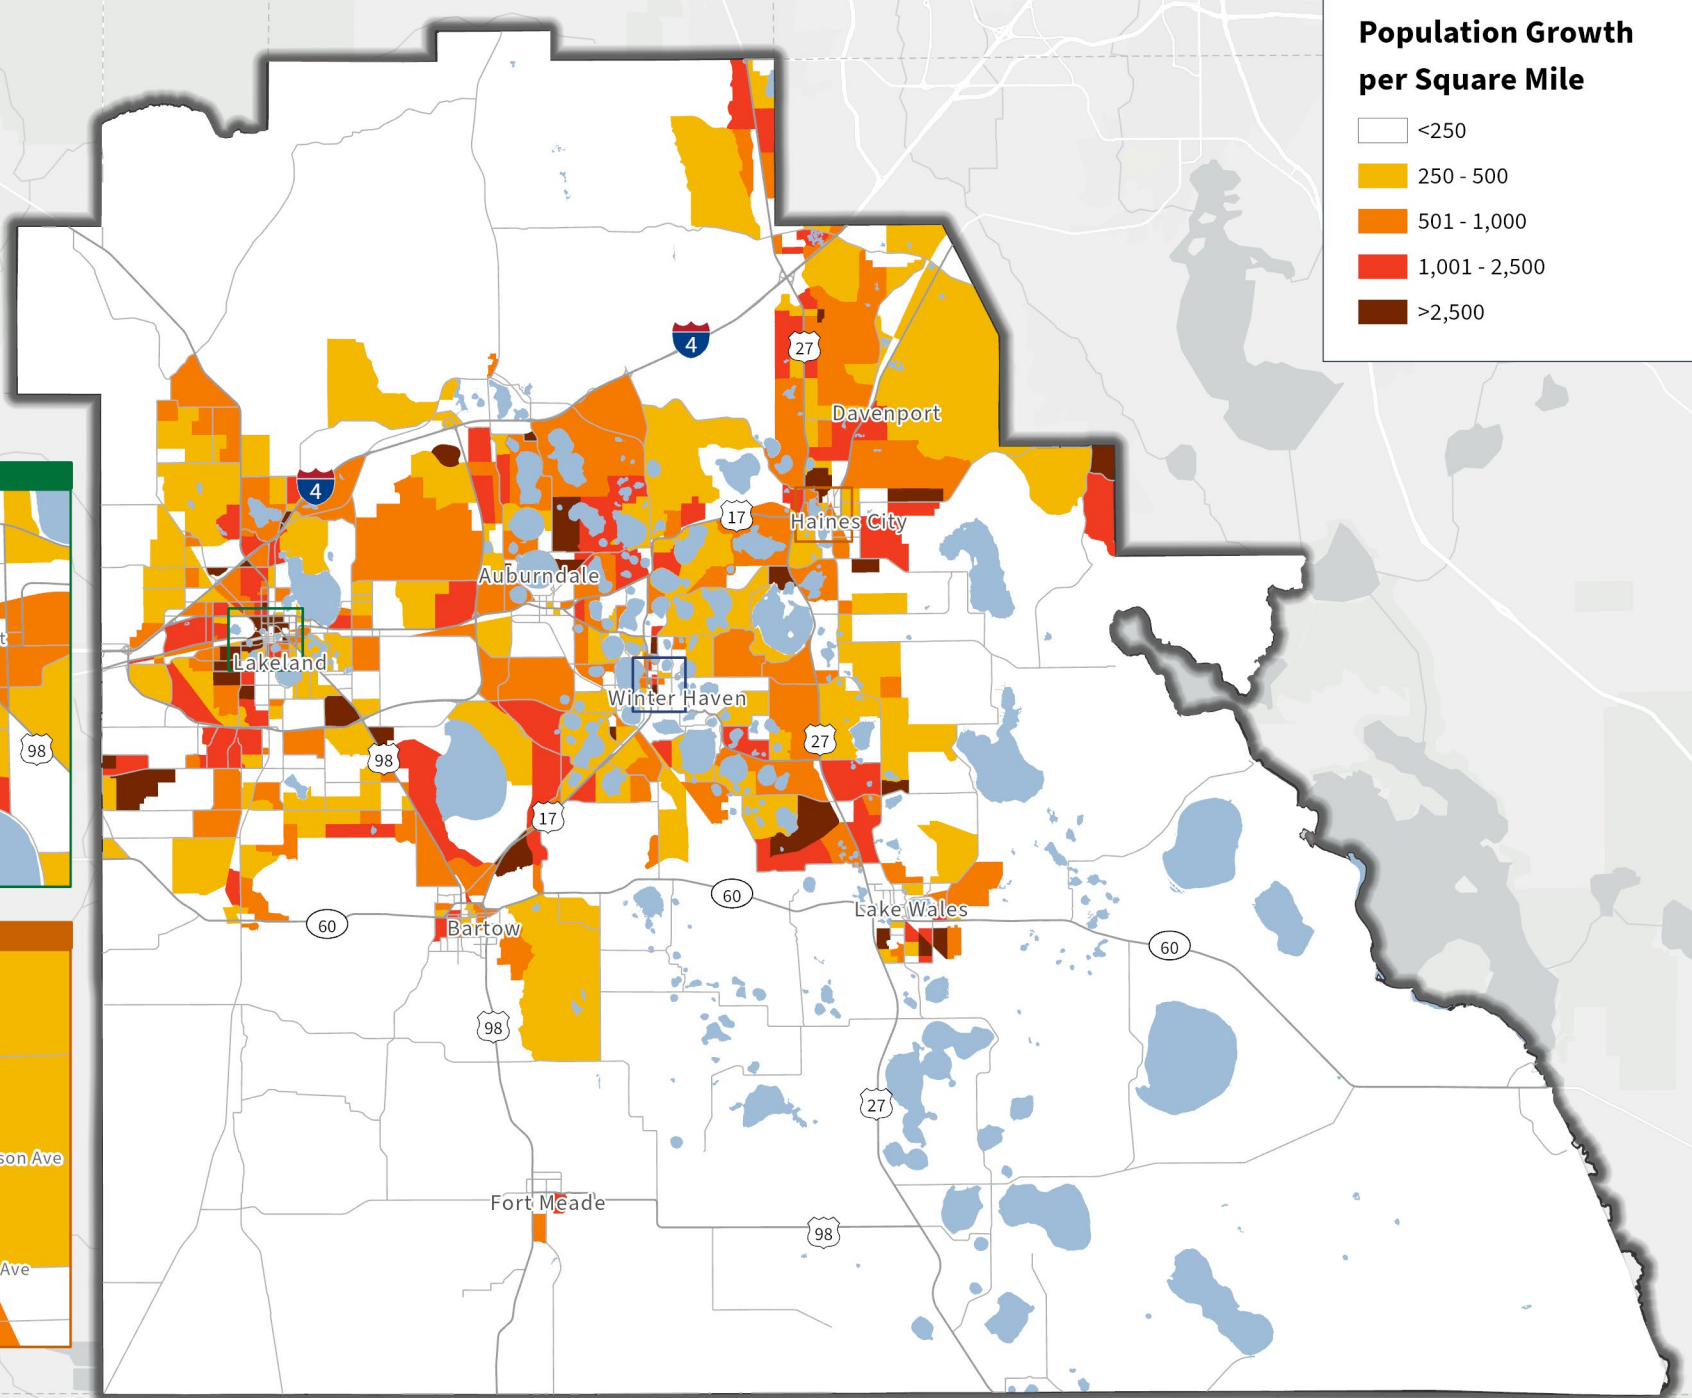 Population Growth
per Square Mile
<250
250 - 500
501 - 1,000
1,001 - 2,500
>2,500
4
27
Davenport
4
17
Haines City
Auburndale
t
Lakeland
Winter Haven
98
27
98
17
60
60
Lake Wales
60
Bartow
60
98
27
son Ave
Fort Meade
98
Ave